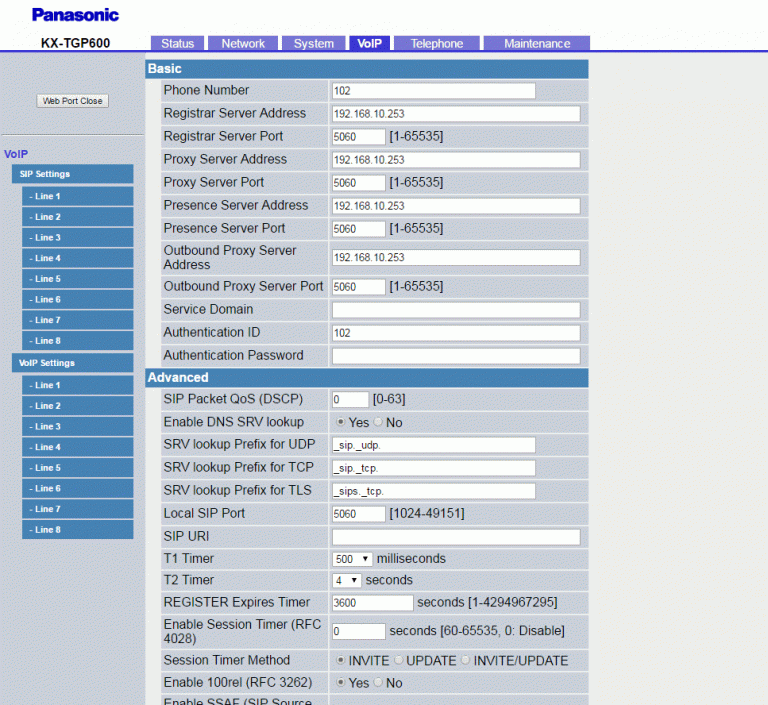 Panasonic
KX-TGP600
Status Network System VoIP Telephone Maintenance
Web Port Close
VoIP
SIP Settings
- Line 1
- Line 2
- Line 3
- Line 4
- Line 5
- Line 6
- Line 7
- Line 8
VoIP Settings
- Line 1
- Line 2
- Line 3
- Line 4
- Line 5
- Line 6
- Line 7
- Line 8
Basic
Phone Number 102
Registrar Server Address 192.168.10.253
Registrar Server Port 5060 [1-65535]
Proxy Server Address 192.168.10.253
Proxy Server Port 5060 [1-65535]
Presence Server Address 192.168.10.253
Presence Server Port 5060 [1-65535]
Outbound Proxy Server
Address 192.168.10.253
Outbound Proxy Server Port 5060 [1-65535]
Service Domain
Authentication ID 102
Authentication Password
Advanced
SIP Packet QoS (DSCP) 0 [0-63]
Enable DNS SRV lookup Yes No
SRV lookup Prefix for UDP _sip._udp.
SRV lookup Prefix for TCP _sip._tcp.
SRV lookup Prefix for TLS _sips._tcp.
Local SIP Port 5060 [1024-49151]
SIP URI
T1 Timer 500 milliseconds
T2 Timer 4 seconds
REGISTER Expires Timer 3600 seconds [1-4294967295]
Enable Session Timer (RFC
4028) 0 seconds [60-65535, 0: Disable]
Session Timer Method INVITE UPDATE INVITE/UPDATE
Enable 100rel (RFC 3262) Yes No
Enable SSAF (SIP Source